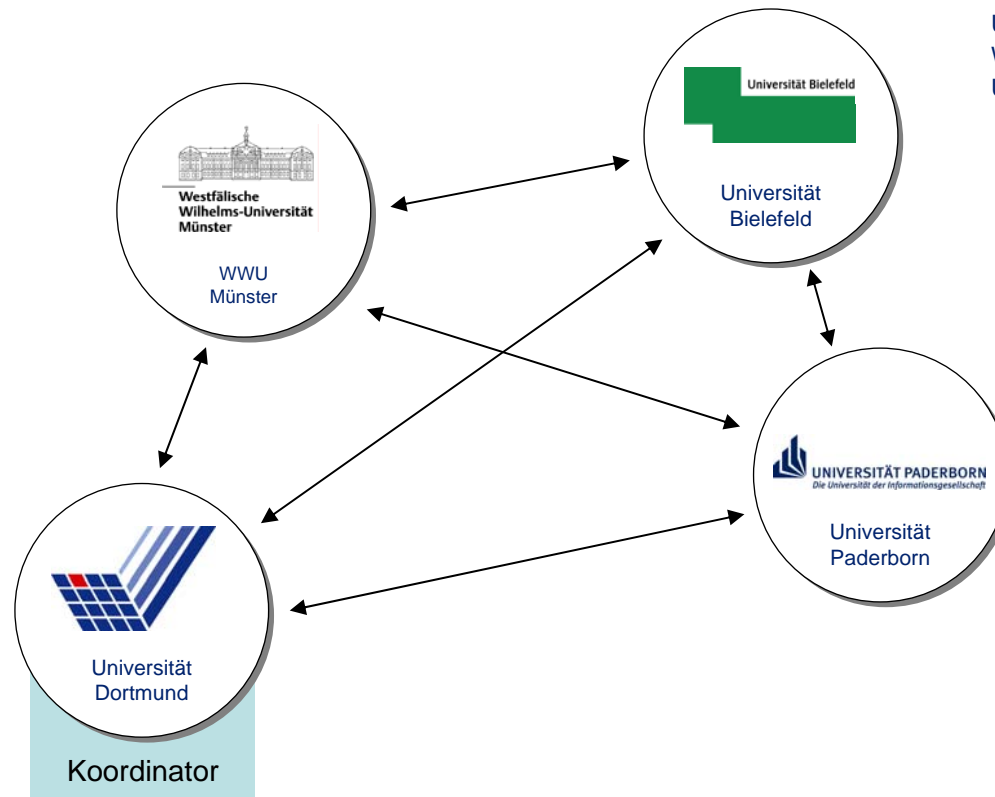 Universität Bielefeld
Universität
Bielefeld
Westfälische
Wilhelms-Universität
Münster
WWU
Münster
UNIVERSITÄT PADERBORN
Die Universität der Informationsgesellschaft
Universität
Paderborn
Universität
Dortmund
Koordinator